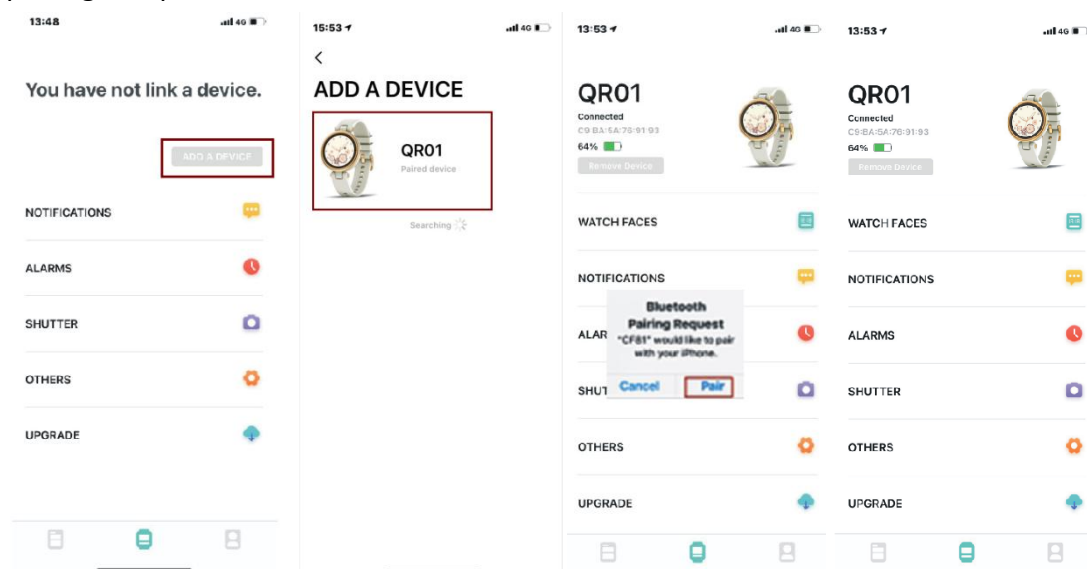 13:48
4G
You have not link a device.
ADD A DEVICE
NOTIFICATIONS
ALARMS
SHUTTER
OTHERS
UPGRADE
15:53
4G
ADD A DEVICE
QR01
Paired device
Searching
13:53
4G
QR01
Connected
C9:BA:5A:76:91:93
64%
Remove Device
WATCH FACES
NOTIFICATIONS
Bluetooth
Pairing Request
"CF81" would like to pair
with your iPhone.
Cancel
Pair
ALAR
SHUT
OTHERS
UPGRADE
13:53
4G
QR01
Connected
C9:BA:5A:76:91:93
64%
Remove Device
WATCH FACES
NOTIFICATIONS
ALARMS
SHUTTER
OTHERS
UPGRADE